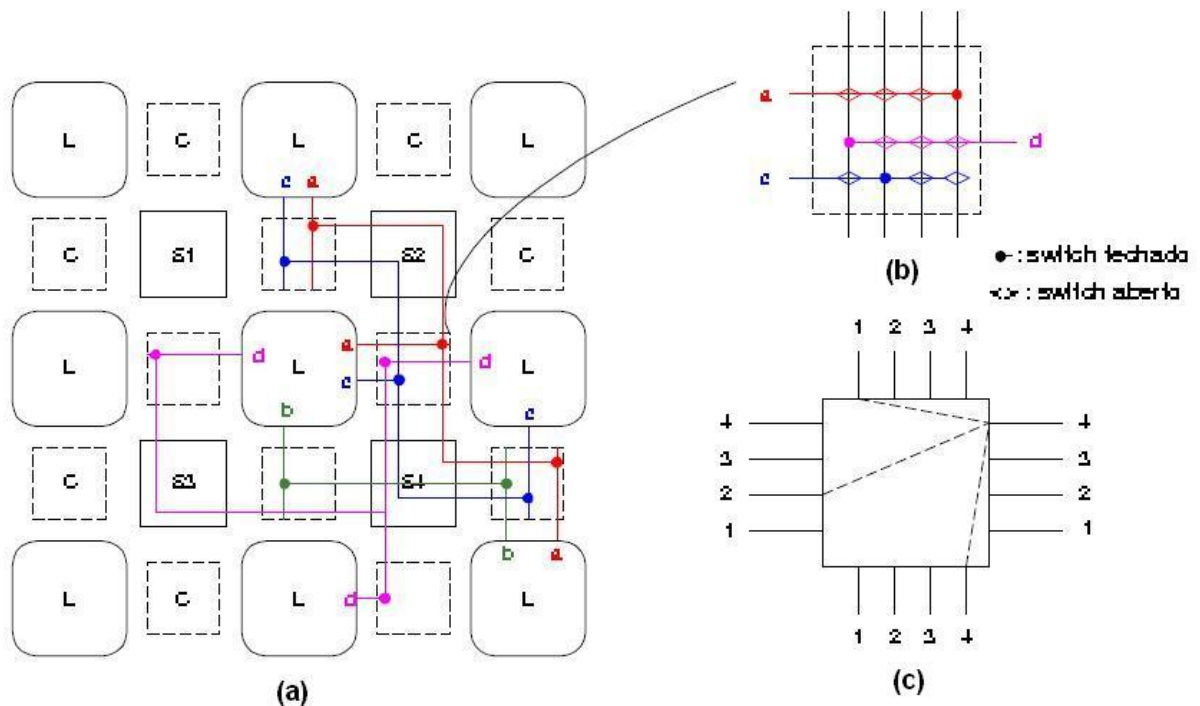 L C L C L
c a
C S1 S2 C
L d L a d L
c
b c
C S3 S4
b a
L C L d L
(a)
a
d
c
(b)
: switch fechado
: switch aberto
1 2 3 4
4 4
3 3
2 2
1 1
1 2 3 4
(c)